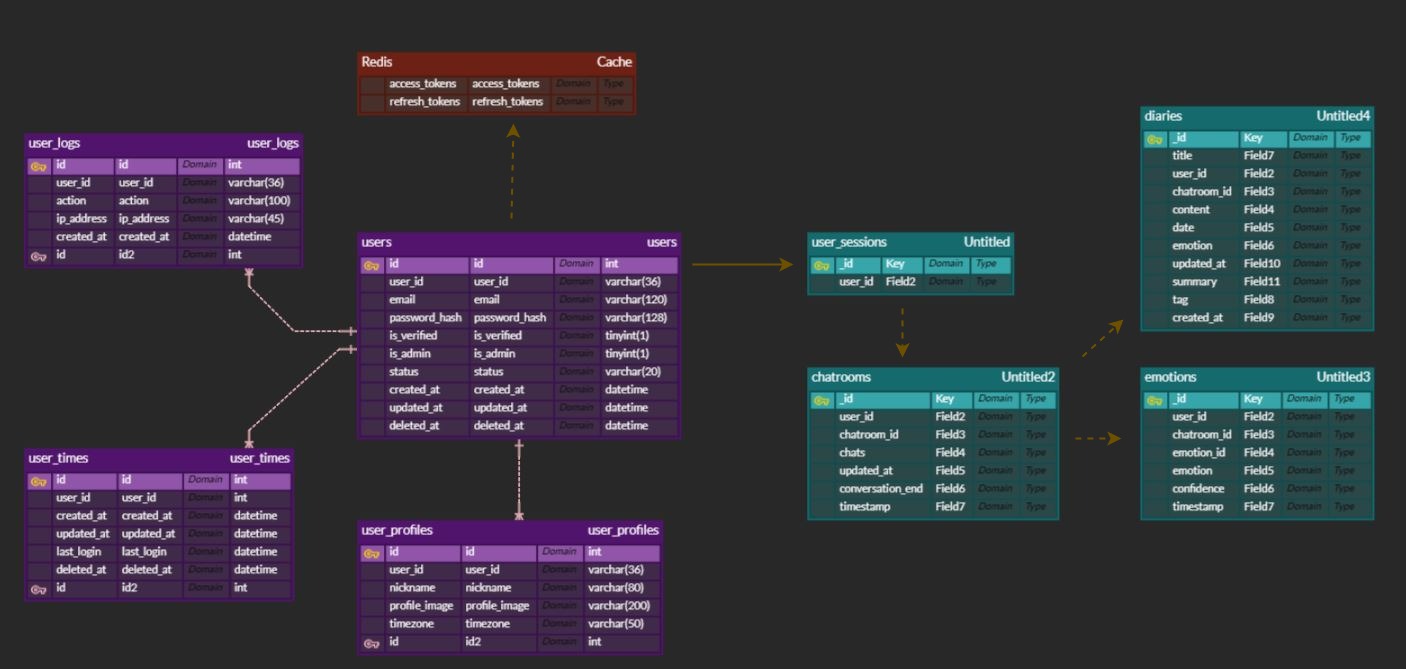 Redis Cache
access_tokens access_tokens Domain Type
refresh_tokens refresh_tokens Domain Type
user_logs user_logs
id id Domain int
user_id user_id Domain varchar(36)
action action Domain varchar(100)
ip_address ip_address Domain varchar(45)
created_at created_at Domain datetime
id id2 Domain int
users users
id id Domain int
user_id user_id Domain varchar(36)
email email Domain varchar(120)
password_hash password_hash Domain varchar(128)
is_verified is_verified Domain tinyint(1)
is_admin is_admin Domain tinyint(1)
status status Domain varchar(20)
created_at created_at Domain datetime
updated_at updated_at Domain datetime
deleted_at deleted_at Domain datetime
user_times user_times
id id Domain int
user_id user_id Domain int
created_at created_at Domain datetime
updated_at updated_at Domain datetime
last_login last_login Domain datetime
deleted_at deleted_at Domain datetime
id id2 Domain int
user_profiles user_profiles
id id Domain int
user_id user_id Domain varchar(36)
nickname nickname Domain varchar(80)
profile_image profile_image Domain varchar(200)
timezone timezone Domain varchar(50)
id id2 Domain int
user_sessions Untitled
_id Key Domain Type
user_id Field2 Domain Type
chatrooms Untitled2
_id Key Domain Type
user_id Field2 Domain Type
chatroom_id Field3 Domain Type
chats Field4 Domain Type
updated_at Field5 Domain Type
conversation_end Field6 Domain Type
timestamp Field7 Domain Type
diaries Untitled4
_id Key Domain Type
title Field7 Domain Type
user_id Field2 Domain Type
chatroom_id Field3 Domain Type
content Field4 Domain Type
date Field5 Domain Type
emotion Field6 Domain Type
updated_at Field10 Domain Type
summary Field11 Domain Type
tag Field8 Domain Type
created_at Field9 Domain Type
emotions Untitled3
_id Key Domain Type
user_id Field2 Domain Type
chatroom_id Field3 Domain Type
emotion_id Field4 Domain Type
emotion Field5 Domain Type
confidence Field6 Domain Type
timestamp Field7 Domain Type